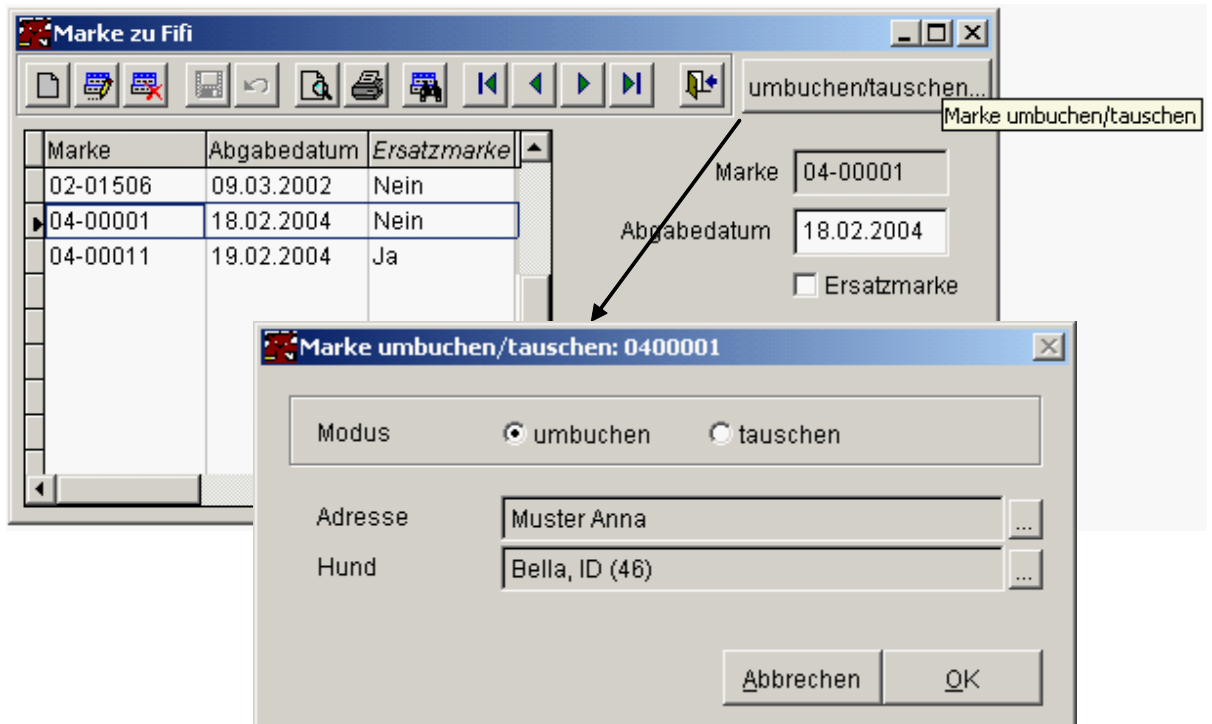 Marke zu Fifi
umbuchen/tauschen...
Marke umbuchen/tauschen
Marke Abgabedatum Ersatzmarke
02-01506 09.03.2002 Nein
04-00001 18.02.2004 Nein
04-00011 19.02.2004 Ja
Marke 04-00001
Abgabedatum 18.02.2004
Ersatzmarke
Marke umbuchen/tauschen: 0400001
Modus umbuchen tauschen
Adresse Muster Anna ...
Hund Bella, ID (46) ...
Abbrechen OK